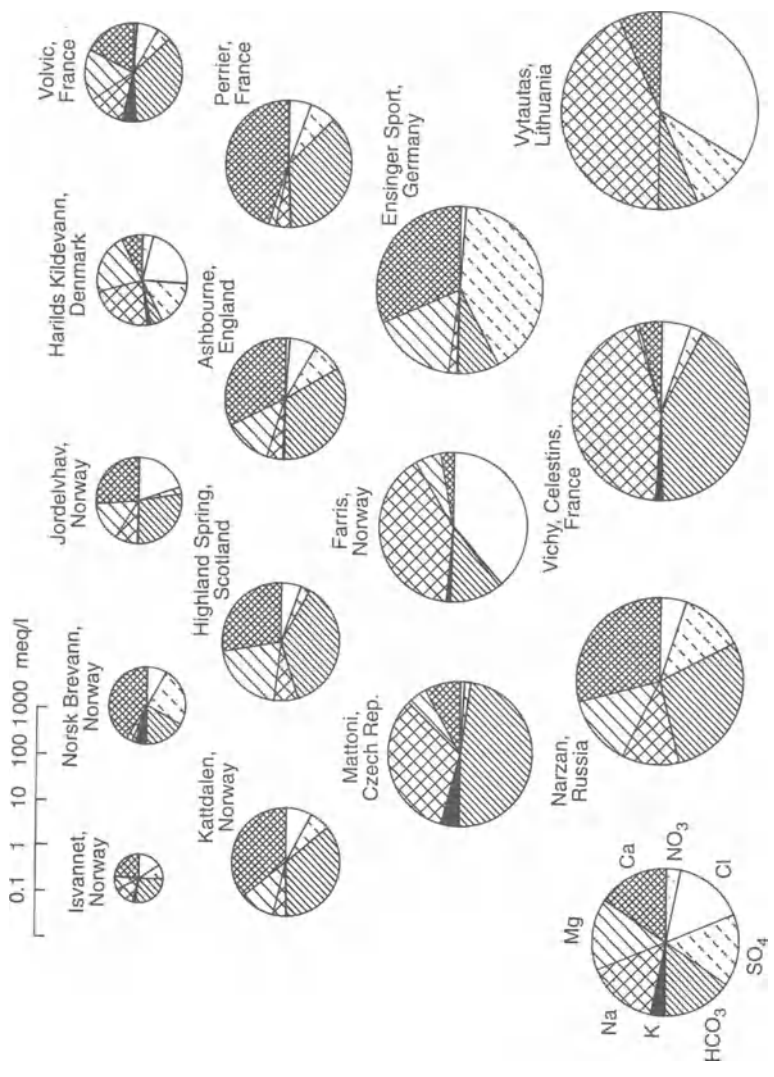 0,1 1 10 100 1 000 meq/l
Isvannet,
Norway
Norsk Brevann,
Norway
Jordelvhav,
Norway
Harilds Kildevann,
Denmark
Volvic,
France
Kattdalen,
Norway
Highland Spring,
Scotland
Ashbourne,
England
Perrier,
France
Mattoni,
Czech Rep.
Farris,
Norway
Ensinger Sport,
Germany
Narzan,
Russia
Vichy, Celestins,
France
Vytautas,
Lithuania
Na
Mg
Ca
K
HCO₃
SO₄
Cl
NO₃